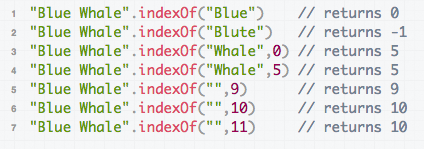 1 "Blue Whale".indexOf("Blue")     // returns 0
2 "Blue Whale".indexOf("Blute")    // returns -1
3 "Blue Whale".indexOf("Whale",0)  // returns 5
4 "Blue Whale".indexOf("Whale",5)  // returns 5
5 "Blue Whale".indexOf("",9)       // returns 9
6 "Blue Whale".indexOf("",10)      // returns 10
7 "Blue Whale".indexOf("",11)      // returns 10